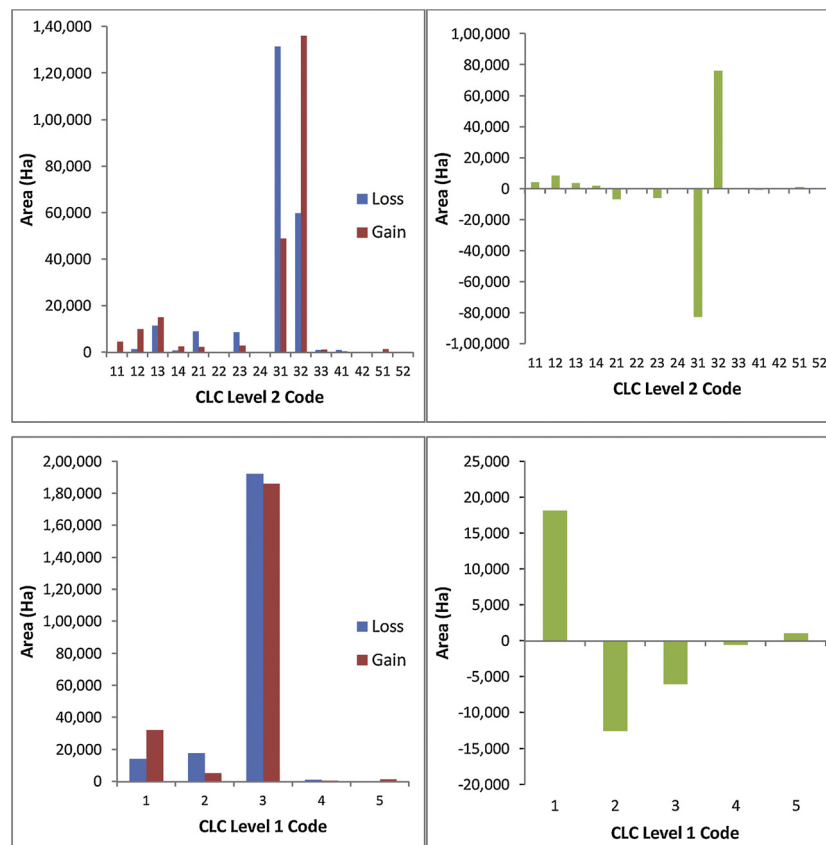 1,40,000
1,20,000
1,00,000
80,000
60,000
40,000
20,000
0
Area (Ha)
Loss
Gain
11 12 13 14 21 22 23 24 31 32 33 41 42 51 52
CLC Level 2 Code
1,00,000
80,000
60,000
40,000
20,000
0
-20,000
-40,000
-60,000
-80,000
-1,00,000
Area (Ha)
11 12 13 14 21 22 23 24 31 32 33 41 42 51 52
CLC Level 2 Code
2,00,000
1,80,000
1,60,000
1,40,000
1,20,000
1,00,000
80,000
60,000
40,000
20,000
0
Area (Ha)
Loss
Gain
1 2 3 4 5
CLC Level 1 Code
25,000
20,000
15,000
10,000
5,000
0
-5,000
-10,000
-15,000
-20,000
Area (Ha)
1 2 3 4 5
CLC Level 1 Code